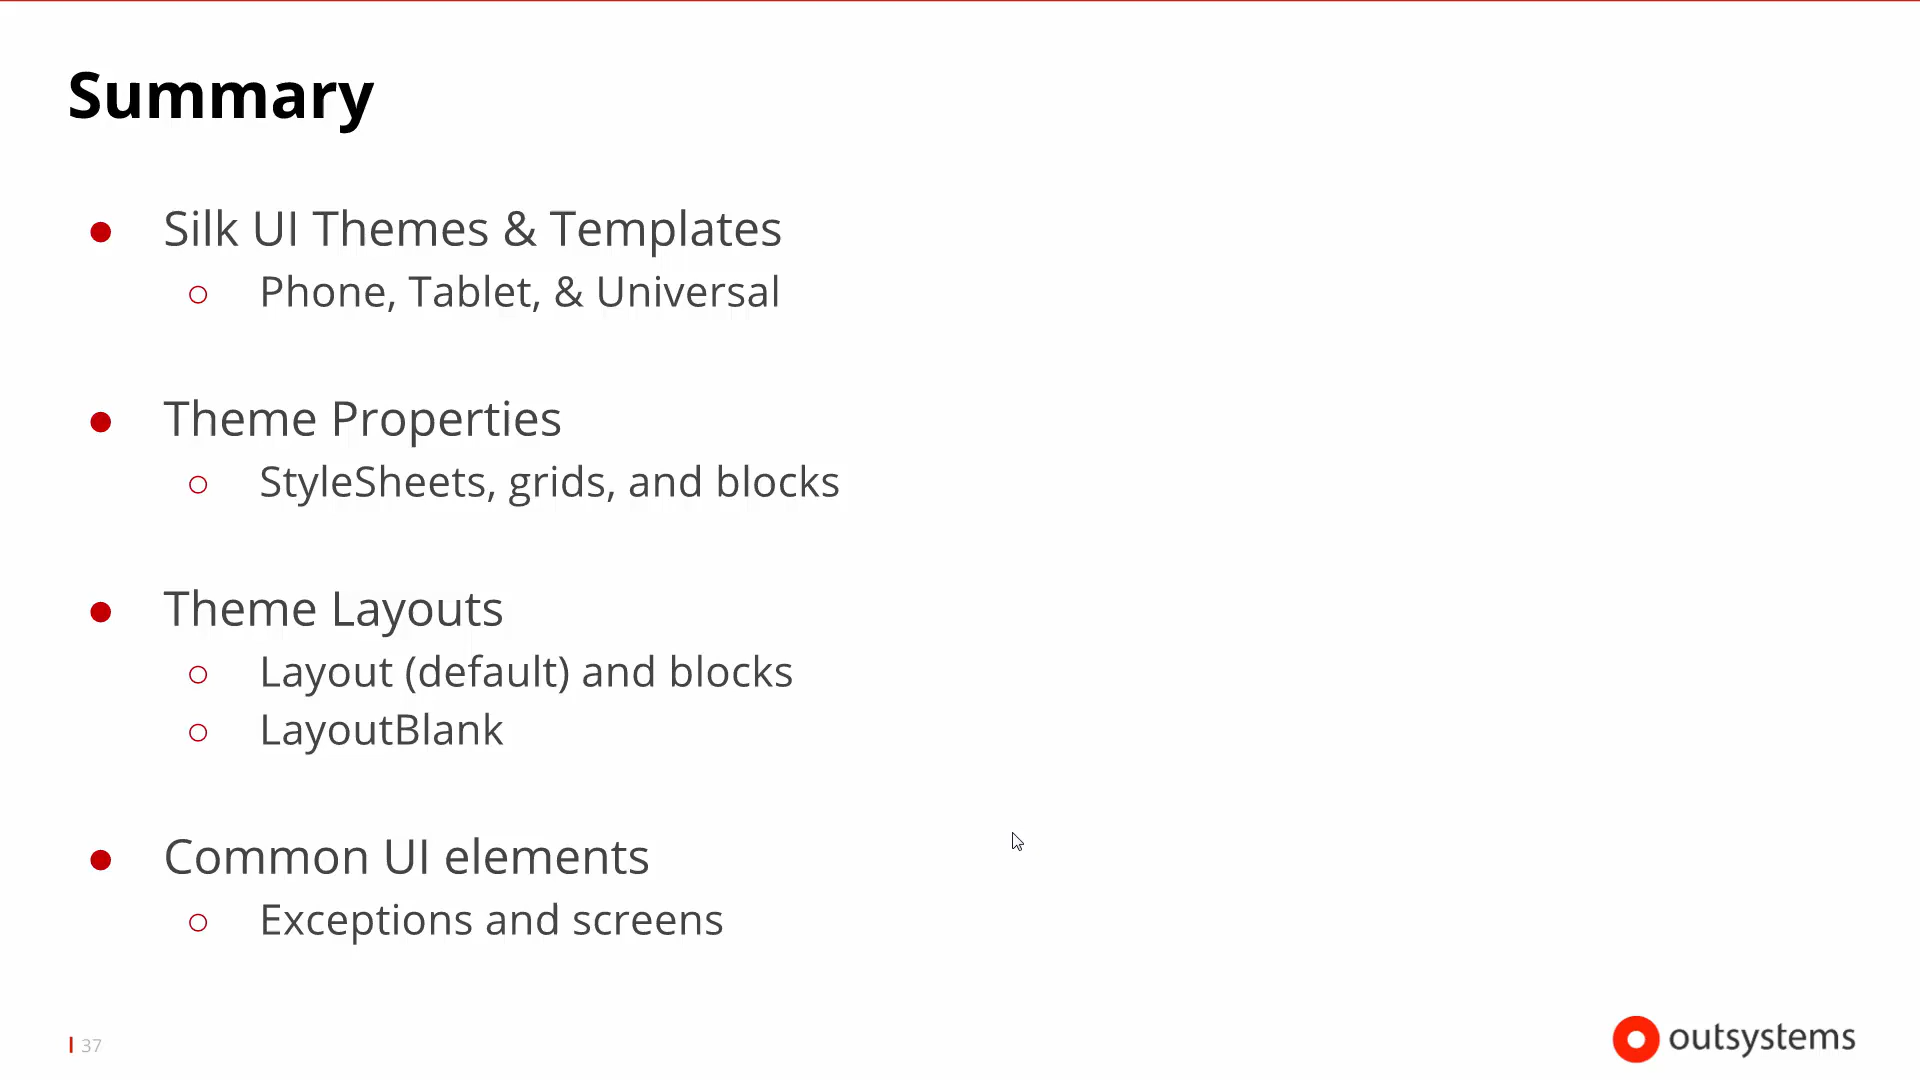 Summary
● Silk UI Themes & Templates
○ Phone, Tablet, & Universal
● Theme Properties
○ StyleSheets, grids, and blocks
● Theme Layouts
○ Layout (default) and blocks
○ LayoutBlank
● Common UI elements
○ Exceptions and screens
37
outsystems